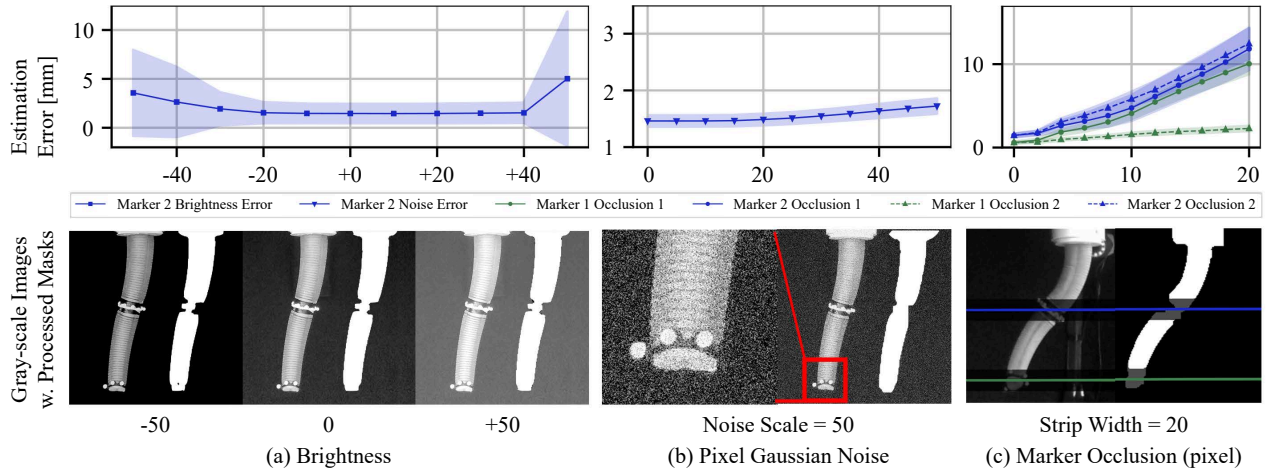 Estimation
Error [mm]
10
5
0
-40
-20
+0
+20
+40
3
2
1
0
20
40
10
0
0
10
20
Marker 2 Brightness Error
Marker 2 Noise Error
Marker 1 Occlusion 1
Marker 2 Occlusion 1
Marker 1 Occlusion 2
Marker 2 Occlusion 2
Gray-scale Images
w. Processed Masks
-50
0
+50
Noise Scale = 50
Strip Width = 20
(a) Brightness
(b) Pixel Gaussian Noise
(c) Marker Occlusion (pixel)